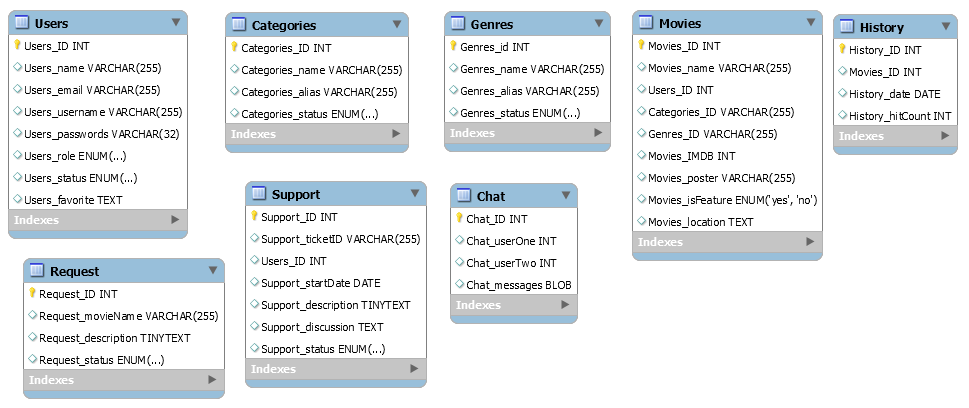 Users
Users_ID INT
Users_name VARCHAR(255)
Users_email VARCHAR(255)
Users_username VARCHAR(255)
Users_passwords VARCHAR(32)
Users_role ENUM(...)
Users_status ENUM(...)
Users_favorite TEXT
Indexes
Categories
Categories_ID INT
Categories_name VARCHAR(255)
Categories_alias VARCHAR(255)
Categories_status ENUM(...)
Indexes
Genres
Genres_id INT
Genres_name VARCHAR(255)
Genres_alias VARCHAR(255)
Genres_status ENUM(...)
Indexes
Movies
Movies_ID INT
Movies_name VARCHAR(255)
Users_ID INT
Categories_ID VARCHAR(255)
Genres_ID VARCHAR(255)
Movies_IMDB INT
Movies_poster VARCHAR(255)
Movies_isFeature ENUM('yes', 'no')
Movies_location TEXT
Indexes
History
History_ID INT
Movies_ID INT
History_date DATE
History_hitCount INT
Indexes
Request
Request_ID INT
Request_movieName VARCHAR(255)
Request_description TINYTEXT
Request_status ENUM(...)
Indexes
Support
Support_ID INT
Support_ticketID VARCHAR(255)
Users_ID INT
Support_startDate DATE
Support_description TINYTEXT
Support_discussion TEXT
Support_status ENUM(...)
Indexes
Chat
Chat_ID INT
Chat_userOne INT
Chat_userTwo INT
Chat_messages BLOB
Indexes